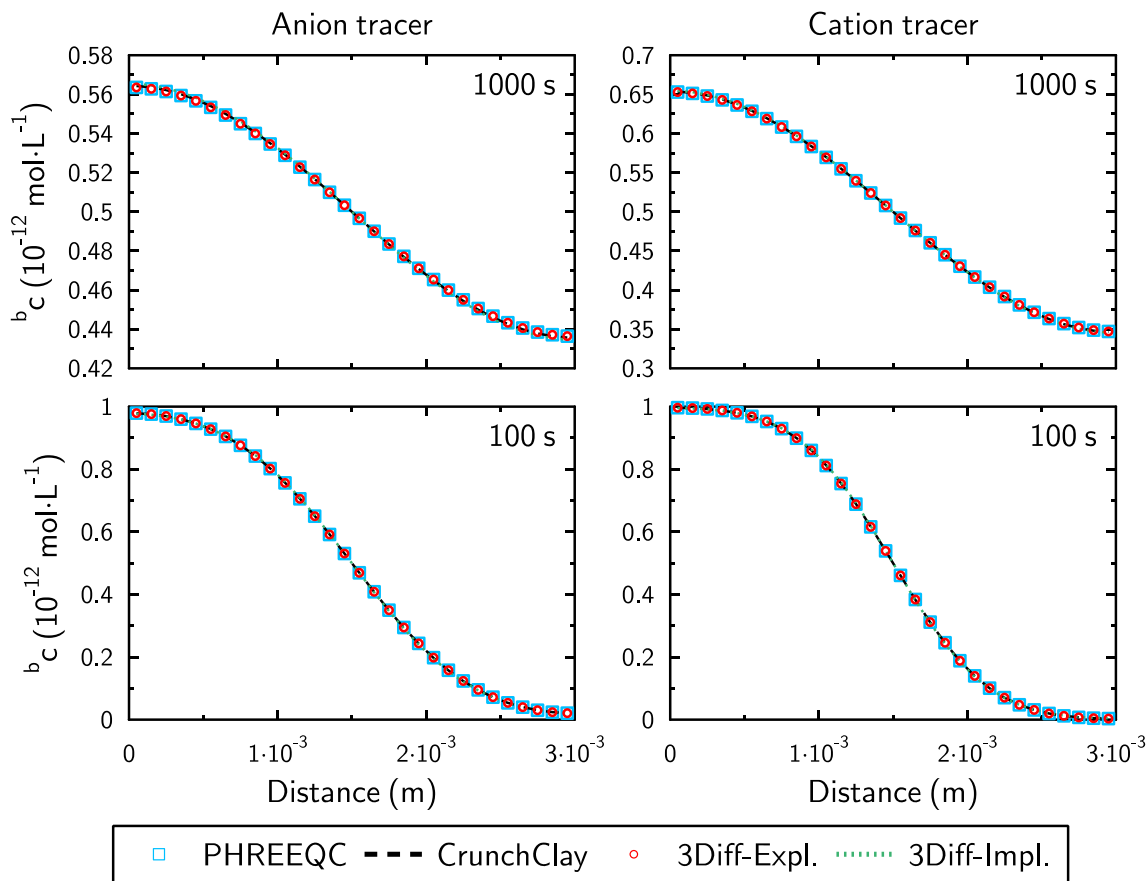 Anion tracer
Cation tracer
0.58
0.56
0.54
0.52
0.5
0.48
0.46
0.44
0.42
ᵇc (10⁻¹² mol·L⁻¹)
1000 s
0.7
0.65
0.6
0.55
0.5
0.45
0.4
0.35
0.3
1000 s
1
0.8
0.6
0.4
0.2
0
ᵇc (10⁻¹² mol·L⁻¹)
100 s
1
0.8
0.6
0.4
0.2
0
100 s
0 1·10⁻³ 2·10⁻³ 3·10⁻³
0 1·10⁻³ 2·10⁻³ 3·10⁻³
Distance (m)
Distance (m)
PHREEQC CrunchClay 3Diff-Expl. 3Diff-Impl.